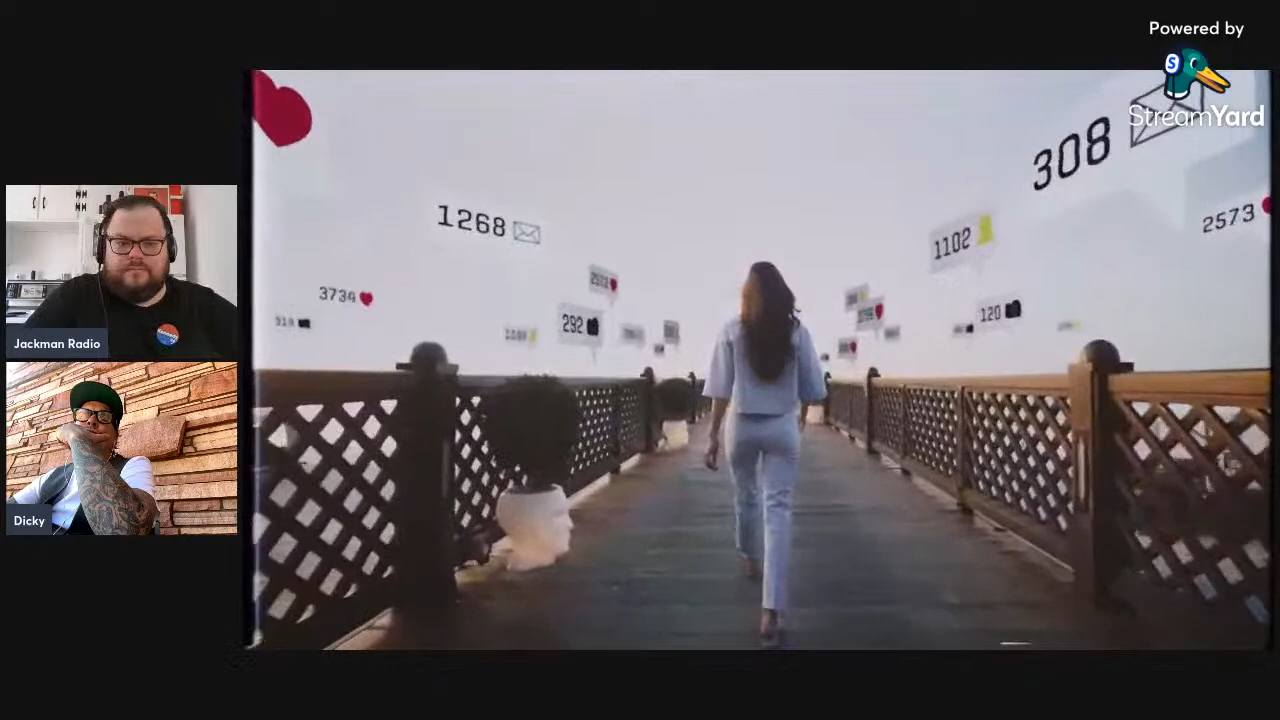 Powered by
StreamYard
308
1268
2573
1102
3734
292
120
Jackman Radio
Dicky